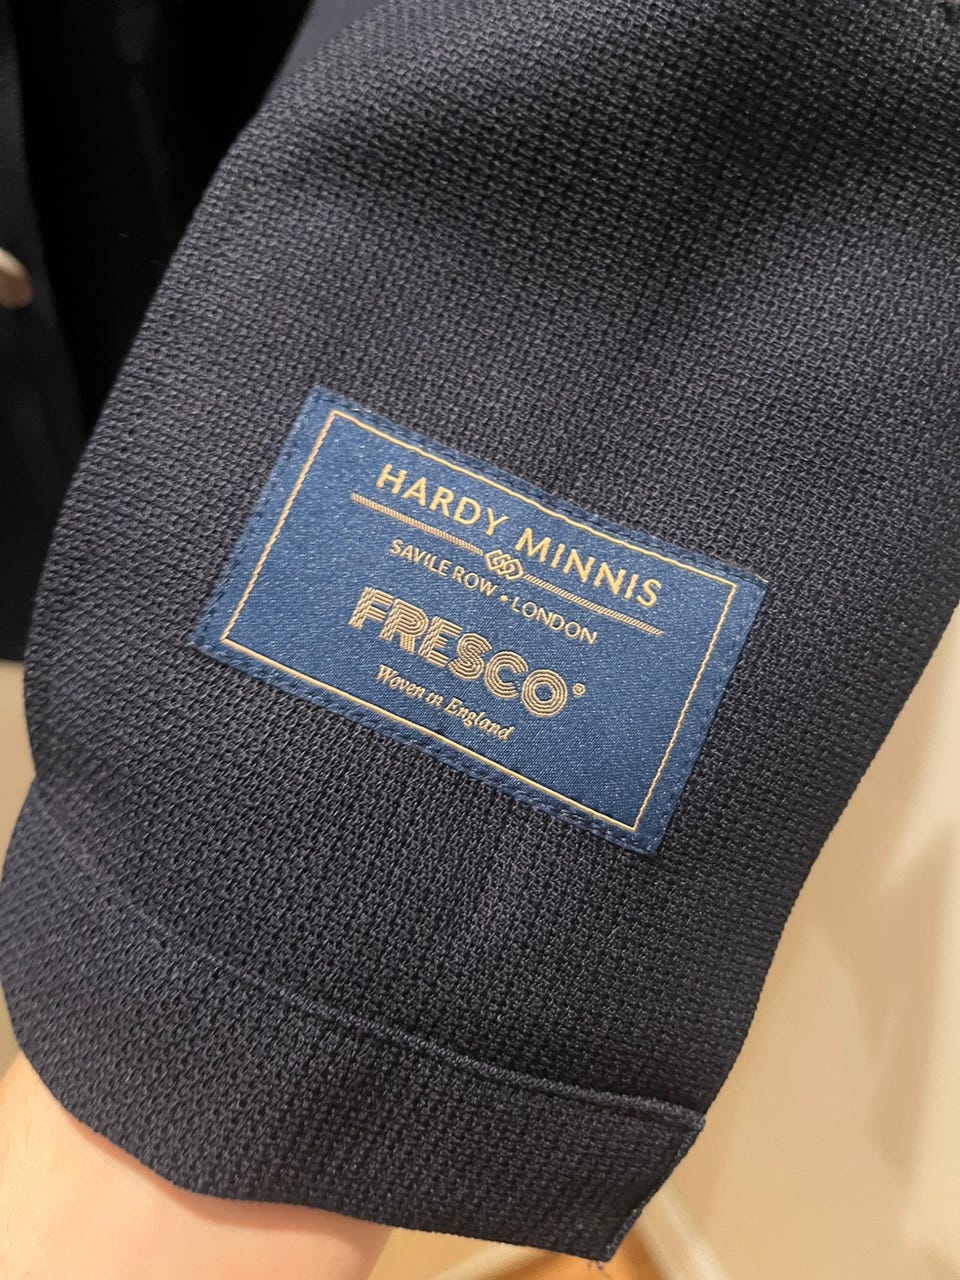 HARDY MINNIS
SAVILE ROW • LONDON
FRESCO®
Woven in England